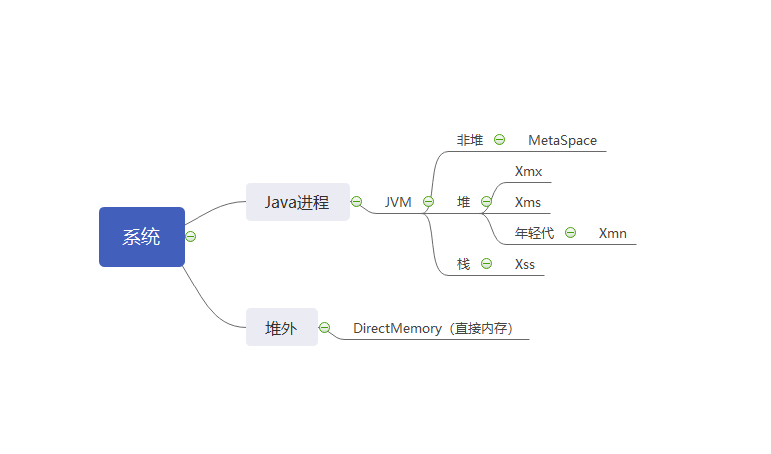 系统
Java进程
JVM
非堆
MetaSpace
堆
Xmx
Xms
年轻代
Xmn
栈
Xss
堆外
DirectMemory（直接内存）